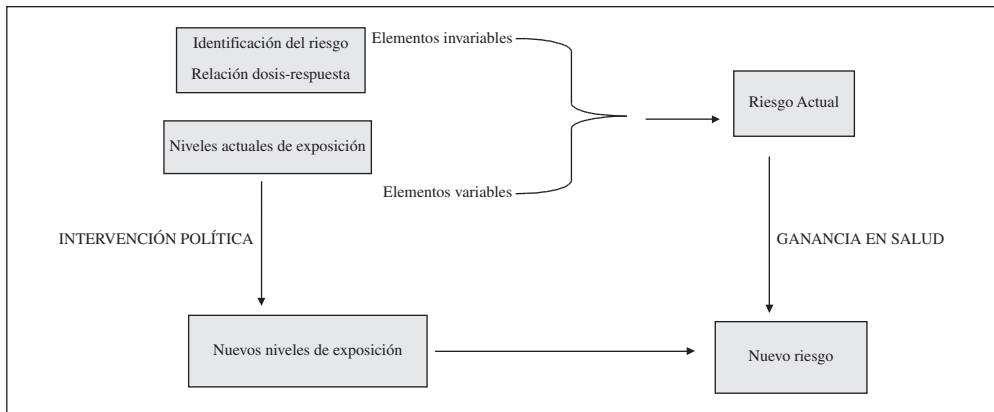 Identificación del riesgo
Relación dosis-respuesta
Elementos invariables
Riesgo Actual
Niveles actuales de exposición
Elementos variables
INTERVENCIÓN POLÍTICA
GANANCIA EN SALUD
Nuevos niveles de exposición
Nuevo riesgo